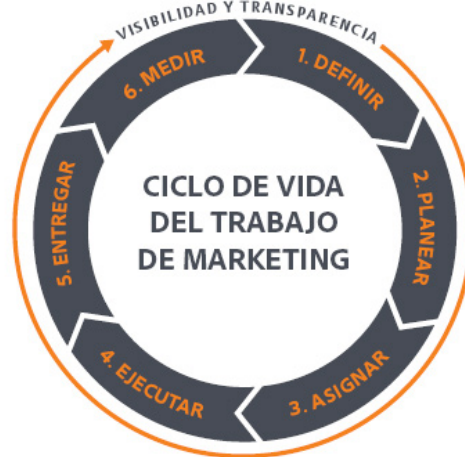 VISIBILIDAD Y TRANSPARENCIA
1. DEFINIR
2. PLANEAR
3. ASIGNAR
4. EJECUTAR
5. ENTREGAR
6. MEDIR
CICLO DE VIDA
DEL TRABAJO
DE MARKETING